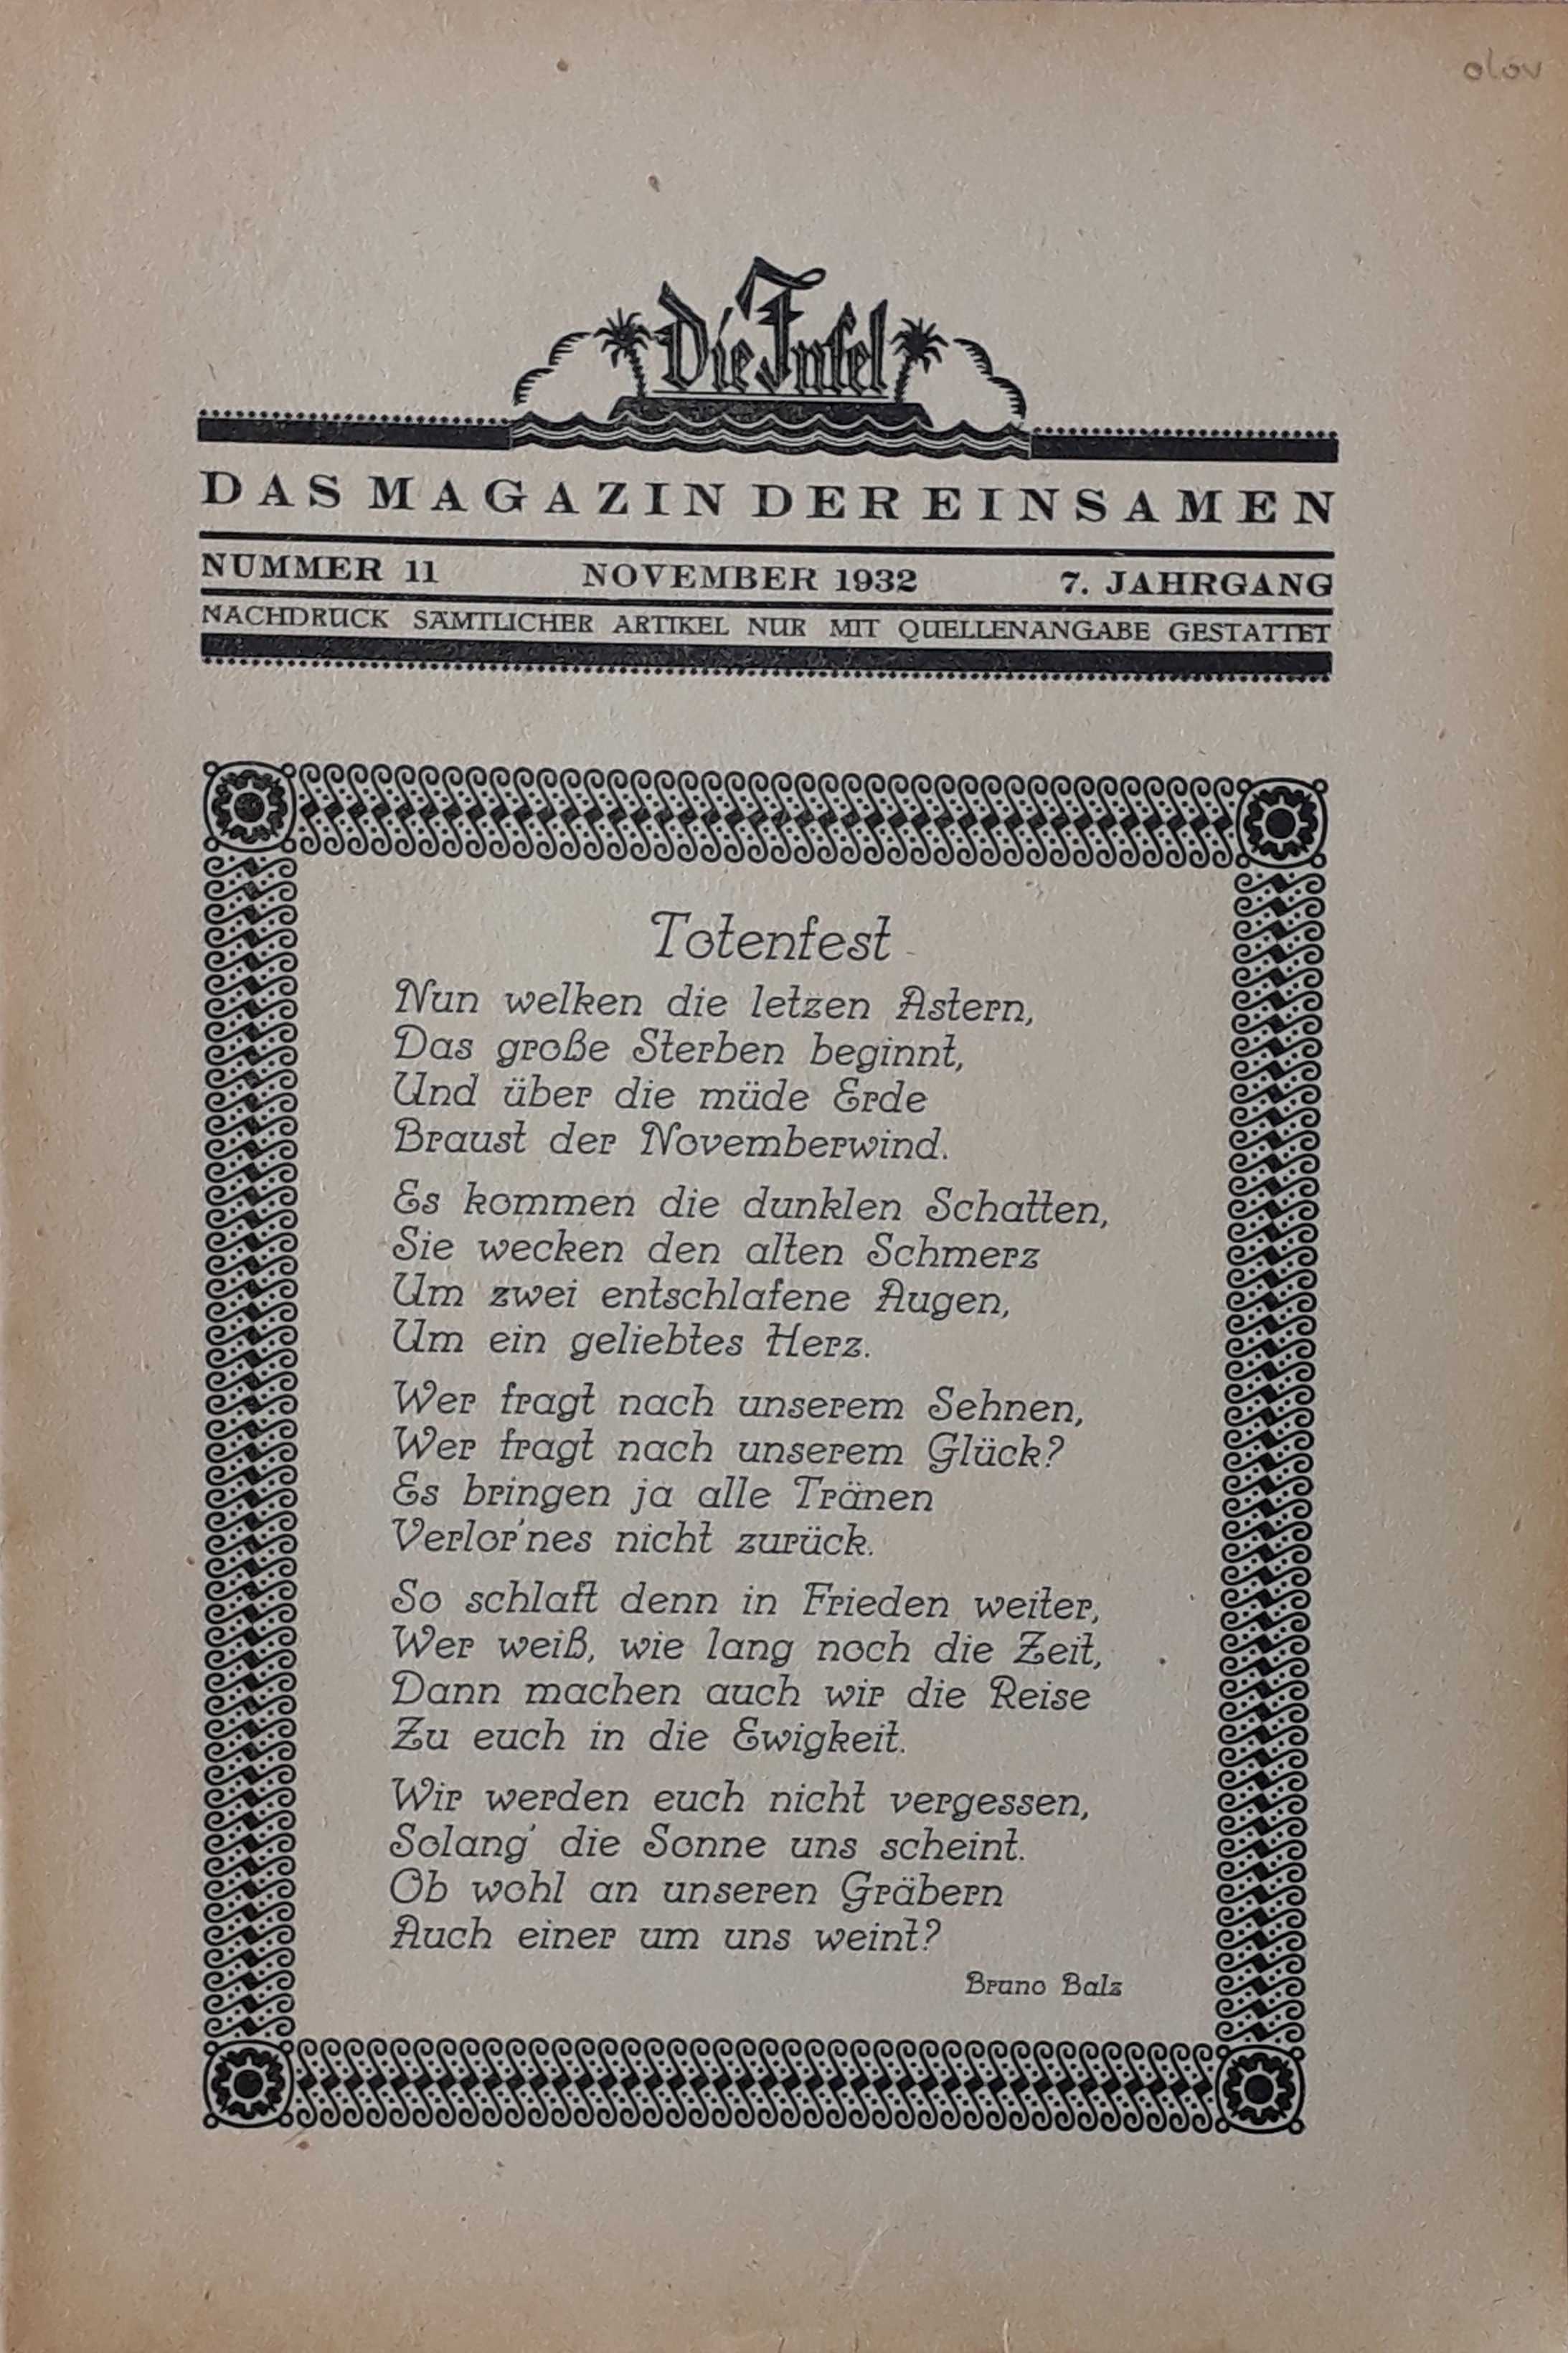 olov
Die Insel
DAS MAGAZIN DER EINSAMEN
NUMMER 11 NOVEMBER 1932 7. JAHRGANG
NACHDRUCK SÄMTLICHER ARTIKEL NUR MIT QUELLENANGABE GESTATTET
Totenfest
Nun welken die letzen Astern,
Das große Sterben beginnt,
Und über die müde Erde
Braust der Novemberwind.
Es kommen die dunklen Schatten,
Sie wecken den alten Schmerz
Um zwei entschlafene Augen,
Um ein geliebtes Herz.
Wer fragt nach unserem Sehnen,
Wer fragt nach unserem Glück?
Es bringen ja alle Tränen
Verlor'nes nicht zurück.
So schlaft denn in Frieden weiter,
Wer weiß, wie lang noch die Zeit,
Dann machen auch wir die Reise
Zu euch in die Ewigkeit.
Wir werden euch nicht vergessen,
Solang' die Sonne uns scheint.
Ob wohl an unseren Gräbern
Auch einer um uns weint?
Bruno Balz